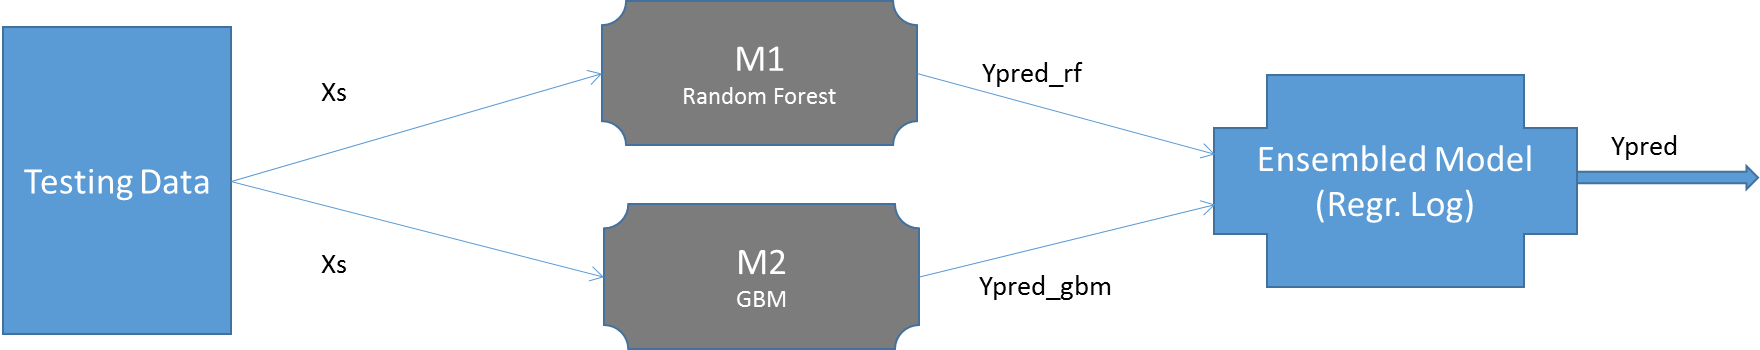 Testing Data
Xs
Xs
M1
Random Forest
M2
GBM
Ypred_rf
Ypred_gbm
Ensembled Model
(Regr. Log)
Ypred